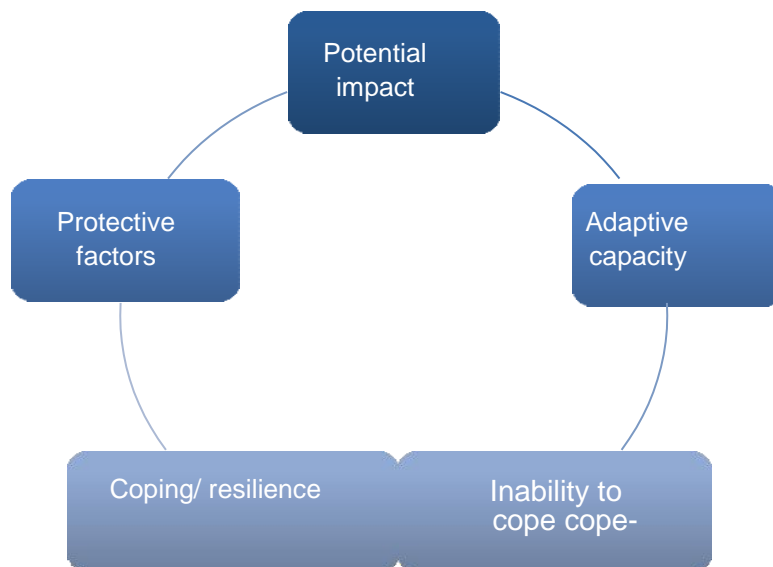 Potential
impact
Protective
factors
Adaptive
capacity
Coping/ resilience
Inability to
cope cope-